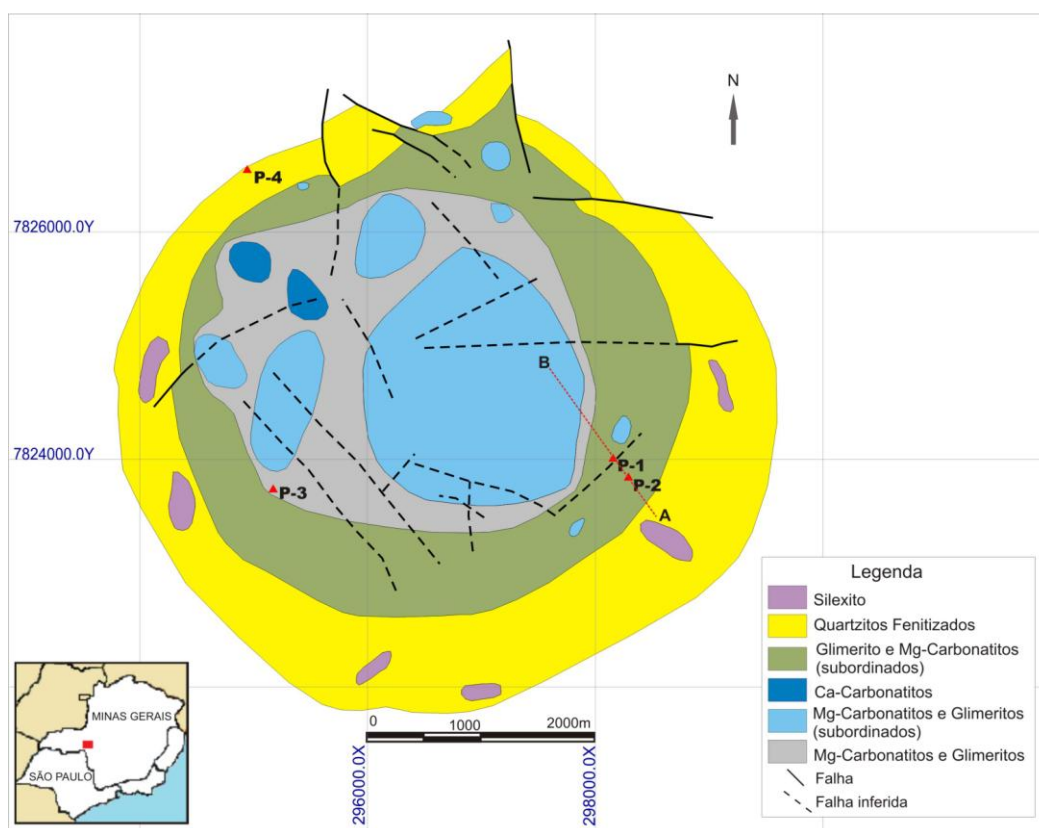 N
P-4
7826000.0Y
B
7824000.0Y
P-1
P-2
P-3
A
Legenda
Silexito
Quartzitos Fenitizados
Glimerito e Mg-Carbonatitos
(subordinados)
Ca-Carbonatitos
Mg-Carbonatitos e Glimeritos
(subordinados)
Mg-Carbonatitos e Glimeritos
Falha
Falha inferida
MINAS GERAIS
SÃO PAULO
0 1000 2000m
296000.0X
298000.0X